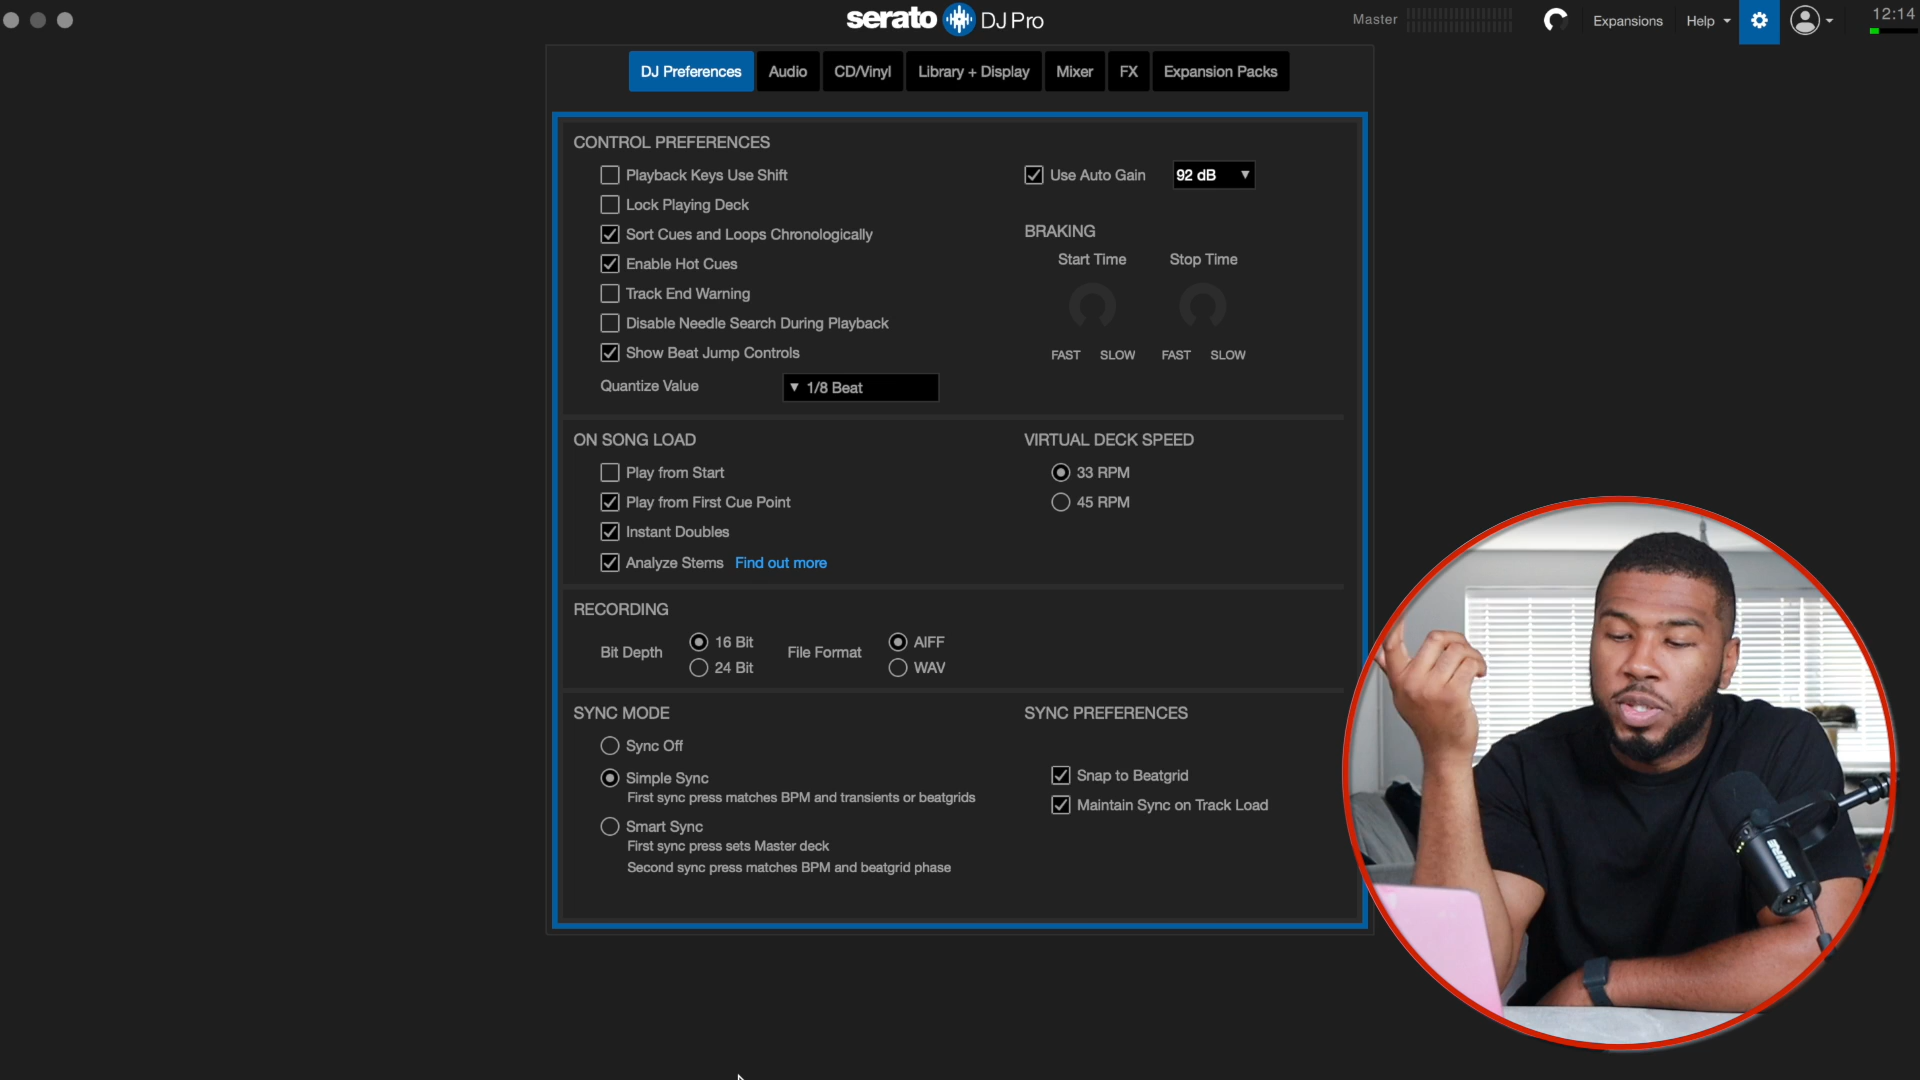 serato DJ Pro
Master
Expansions
Help
12:14
DJ Preferences
Audio
CD/Vinyl
Library + Display
Mixer
FX
Expansion Packs
CONTROL PREFERENCES
Playback Keys Use Shift
Lock Playing Deck
Sort Cues and Loops Chronologically
Enable Hot Cues
Track End Warning
Disable Needle Search During Playback
Show Beat Jump Controls
Quantize Value
1/8 Beat
Use Auto Gain
92 dB
BRAKING
Start Time
Stop Time
FAST
SLOW
FAST
SLOW
ON SONG LOAD
Play from Start
Play from First Cue Point
Instant Doubles
Analyze Stems
Find out more
VIRTUAL DECK SPEED
33 RPM
45 RPM
RECORDING
Bit Depth
16 Bit
24 Bit
File Format
AIFF
WAV
SYNC MODE
Sync Off
Simple Sync
First sync press matches BPM and transients or beatgrids
Smart Sync
First sync press sets Master deck
Second sync press matches BPM and beatgrid phase
SYNC PREFERENCES
Snap to Beatgrid
Maintain Sync on Track Load
SHURE